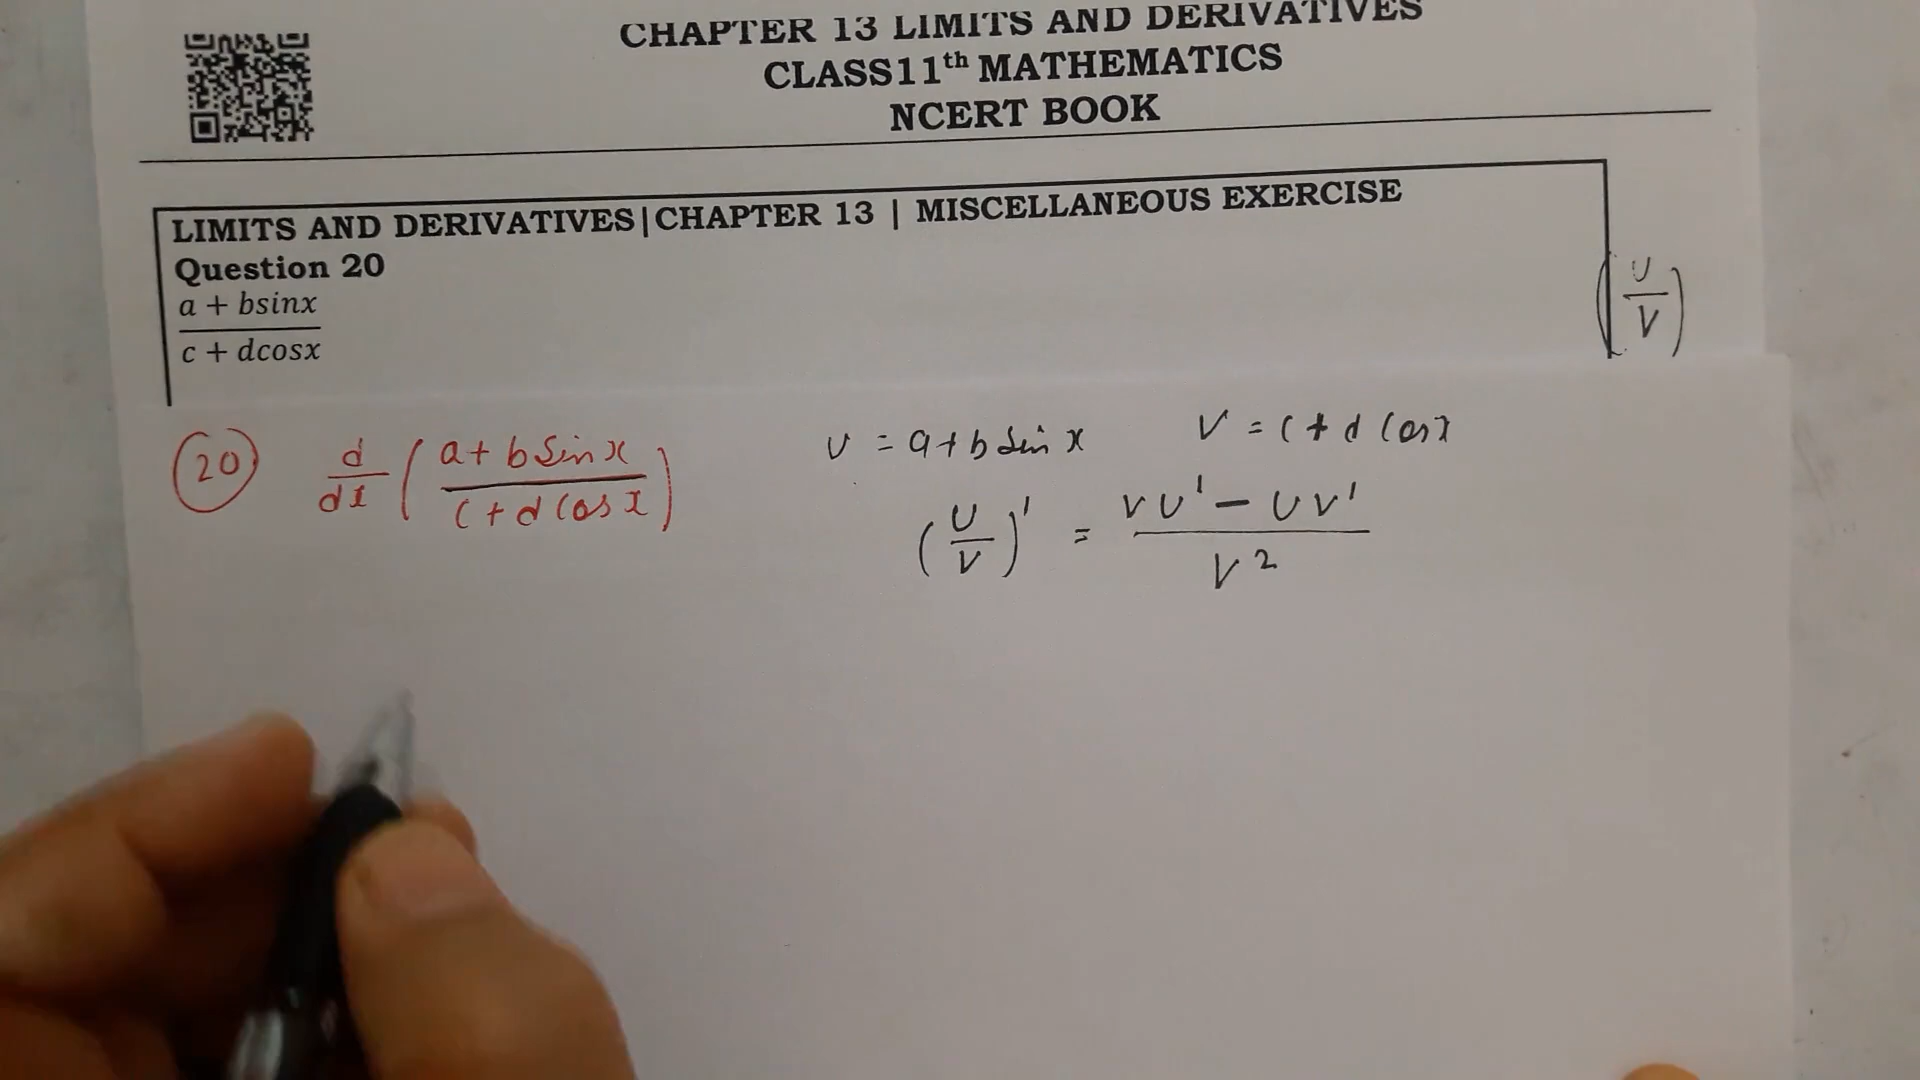 CHAPTER 13 LIMITS AND DERIVATIVES
CLASS11th MATHEMATICS
NCERT BOOK
LIMITS AND DERIVATIVES|CHAPTER 13 | MISCELLANEOUS EXERCISE
Question 20
a + bsinx
c + dcosx
(U/V)
20 d/dx (a + b Sin x / c + d Cos x)
U = a + b Sin x V = c + d Cos x
(U/V)' = VU' - UV' / V²